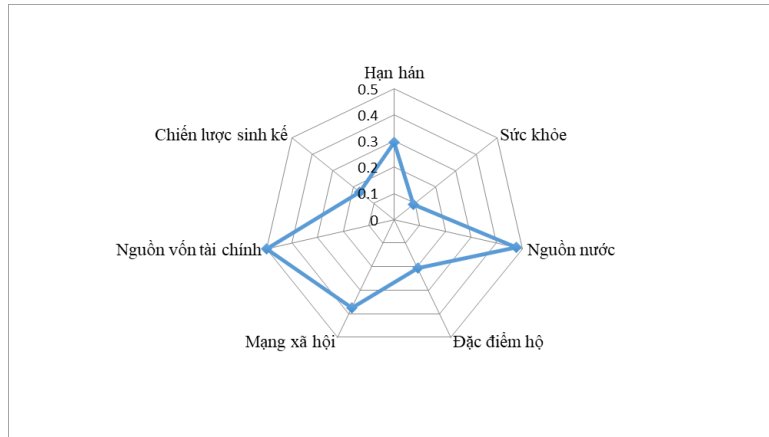 Hạn hán
0.5
0.4
0.3
0.2
0.1
0
Sức khỏe
Nguồn nước
Đặc điểm hộ
Mạng xã hội
Nguồn vốn tài chính
Chiến lược sinh kế